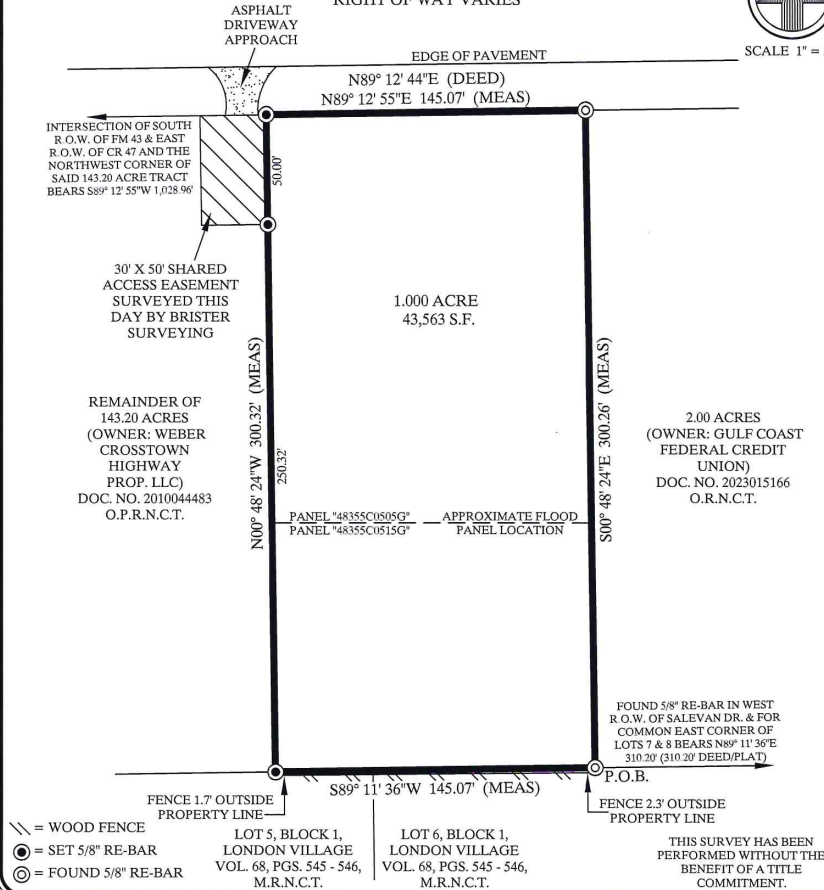 RIGHT OF WAY VARIES
ASPHALT
DRIVEWAY
APPROACH
EDGE OF PAVEMENT
SCALE 1" =
N89° 12' 44"E (DEED)
N89° 12' 55"E 145.07' (MEAS)
INTERSECTION OF SOUTH
R.O.W. OF FM 43 & EAST
R.O.W. OF CR 47 AND THE
NORTHWEST CORNER OF
SAID 143.20 ACRE TRACT
BEARS S89° 12' 55"W 1,028.96'
50.00'
30' X 50' SHARED
ACCESS EASEMENT
SURVEYED THIS
DAY BY BRISTER
SURVEYING
1.000 ACRE
43,563 S.F.
REMAINDER OF
143.20 ACRES
(OWNER: WEBER
CROSSTOWN
HIGHWAY
PROP. LLC)
DOC. NO. 2010044483
O.P.R.N.C.T.
N00° 48' 24"W 300.32' (MEAS)
250.32'
S00° 48' 24"E 300.26' (MEAS)
2.00 ACRES
(OWNER: GULF COAST
FEDERAL CREDIT
UNION)
DOC. NO. 2023015166
O.R.N.C.T.
PANEL "48355C0505G" APPROXIMATE FLOOD
PANEL "48355C0515G" PANEL LOCATION
FOUND 5/8" RE-BAR IN WEST
R.O.W. OF SALEVAN DR. & FOR
COMMON EAST CORNER OF
LOTS 7 & 8 BEARS N89° 11' 36"E
310.20' (310.20' DEED/PLAT)
P.O.B.
S89° 11' 36"W 145.07' (MEAS)
FENCE 1.7' OUTSIDE
PROPERTY LINE
FENCE 2.3' OUTSIDE
PROPERTY LINE
= WOOD FENCE
= SET 5/8" RE-BAR
= FOUND 5/8" RE-BAR
LOT 5, BLOCK 1,
LONDON VILLAGE
VOL. 68, PGS. 545 - 546,
M.R.N.C.T.
LOT 6, BLOCK 1,
LONDON VILLAGE
VOL. 68, PGS. 545 - 546,
M.R.N.C.T.
THIS SURVEY HAS BEEN
PERFORMED WITHOUT THE
BENEFIT OF A TITLE
COMMITMENT.